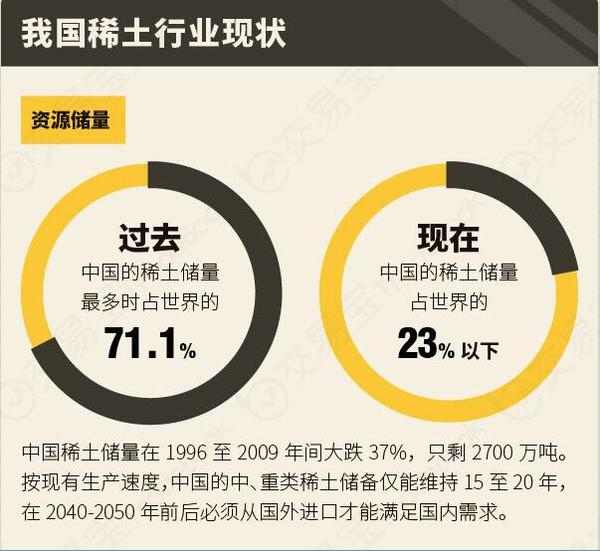 我国稀土行业现状
资源储量
过去
中国的稀土储量
最多时占世界的
71.1%
现在
中国的稀土储量
占世界的
23% 以下
中国稀土储量在 1996 至 2009 年间大跌 37%，只剩 2700 万吨。
按现有生产速度，中国的中、重类稀土储备仅能维持 15 至 20 年，
在 2040-2050 年前后必须从国外进口才能满足国内需求。